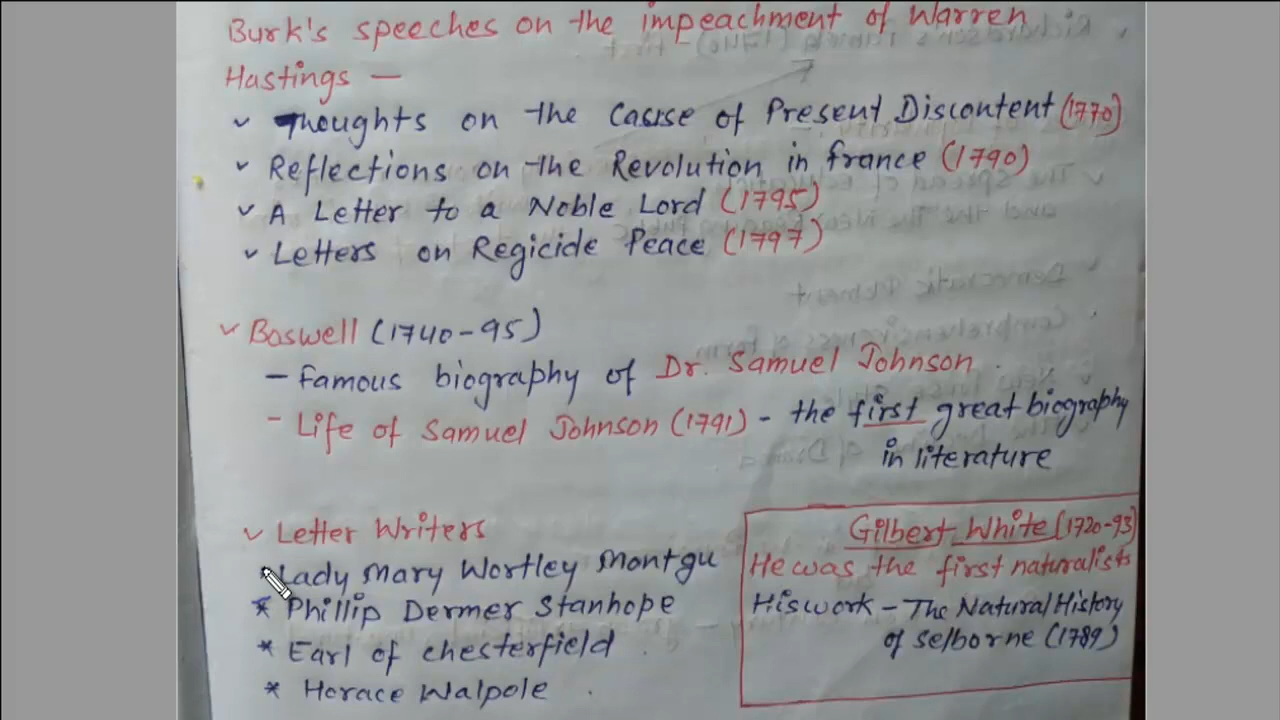 Burk's speeches on the impeachment of Warren
Hastings —
✓ Thoughts on the Casuse of Present Discontent (1770)
✓ Reflections on the Revolution in france (1790)
✓ A Letter to a Noble Lord (1795)
✓ Letters on Regicide Peace (1797)
✓ Boswell (1740-95)
- famous biography of Dr. Samuel Johnson
- Life of Samuel Johnson (1791) - the first great biography
in literature
✓ Letter Writers
Lady Mary Wortley Montgu
* Phillip Dermer Stanhope
* Earl of chesterfield
* Horace Walpole
Gilbert White (1720-93)
He was the first naturalists
His work - The Natural History
of Selborne (1789)